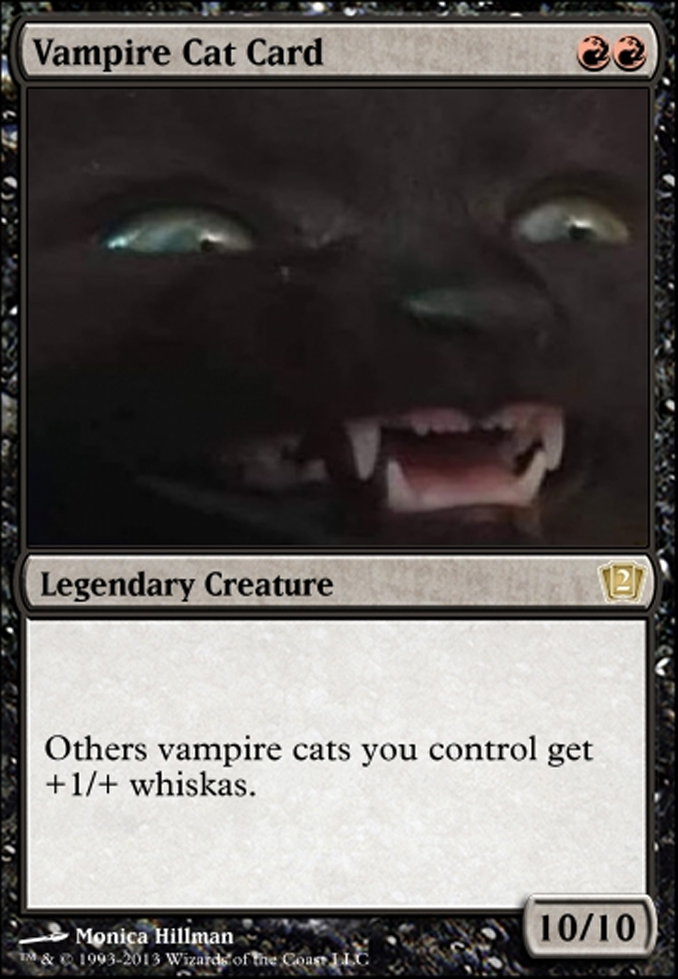 Vampire Cat Card
Legendary Creature
2
Others vampire cats you control get
+1/+ whiskas.
10/10
Monica Hillman
™ & © 1993-2013 Wizards of the Coast LLC